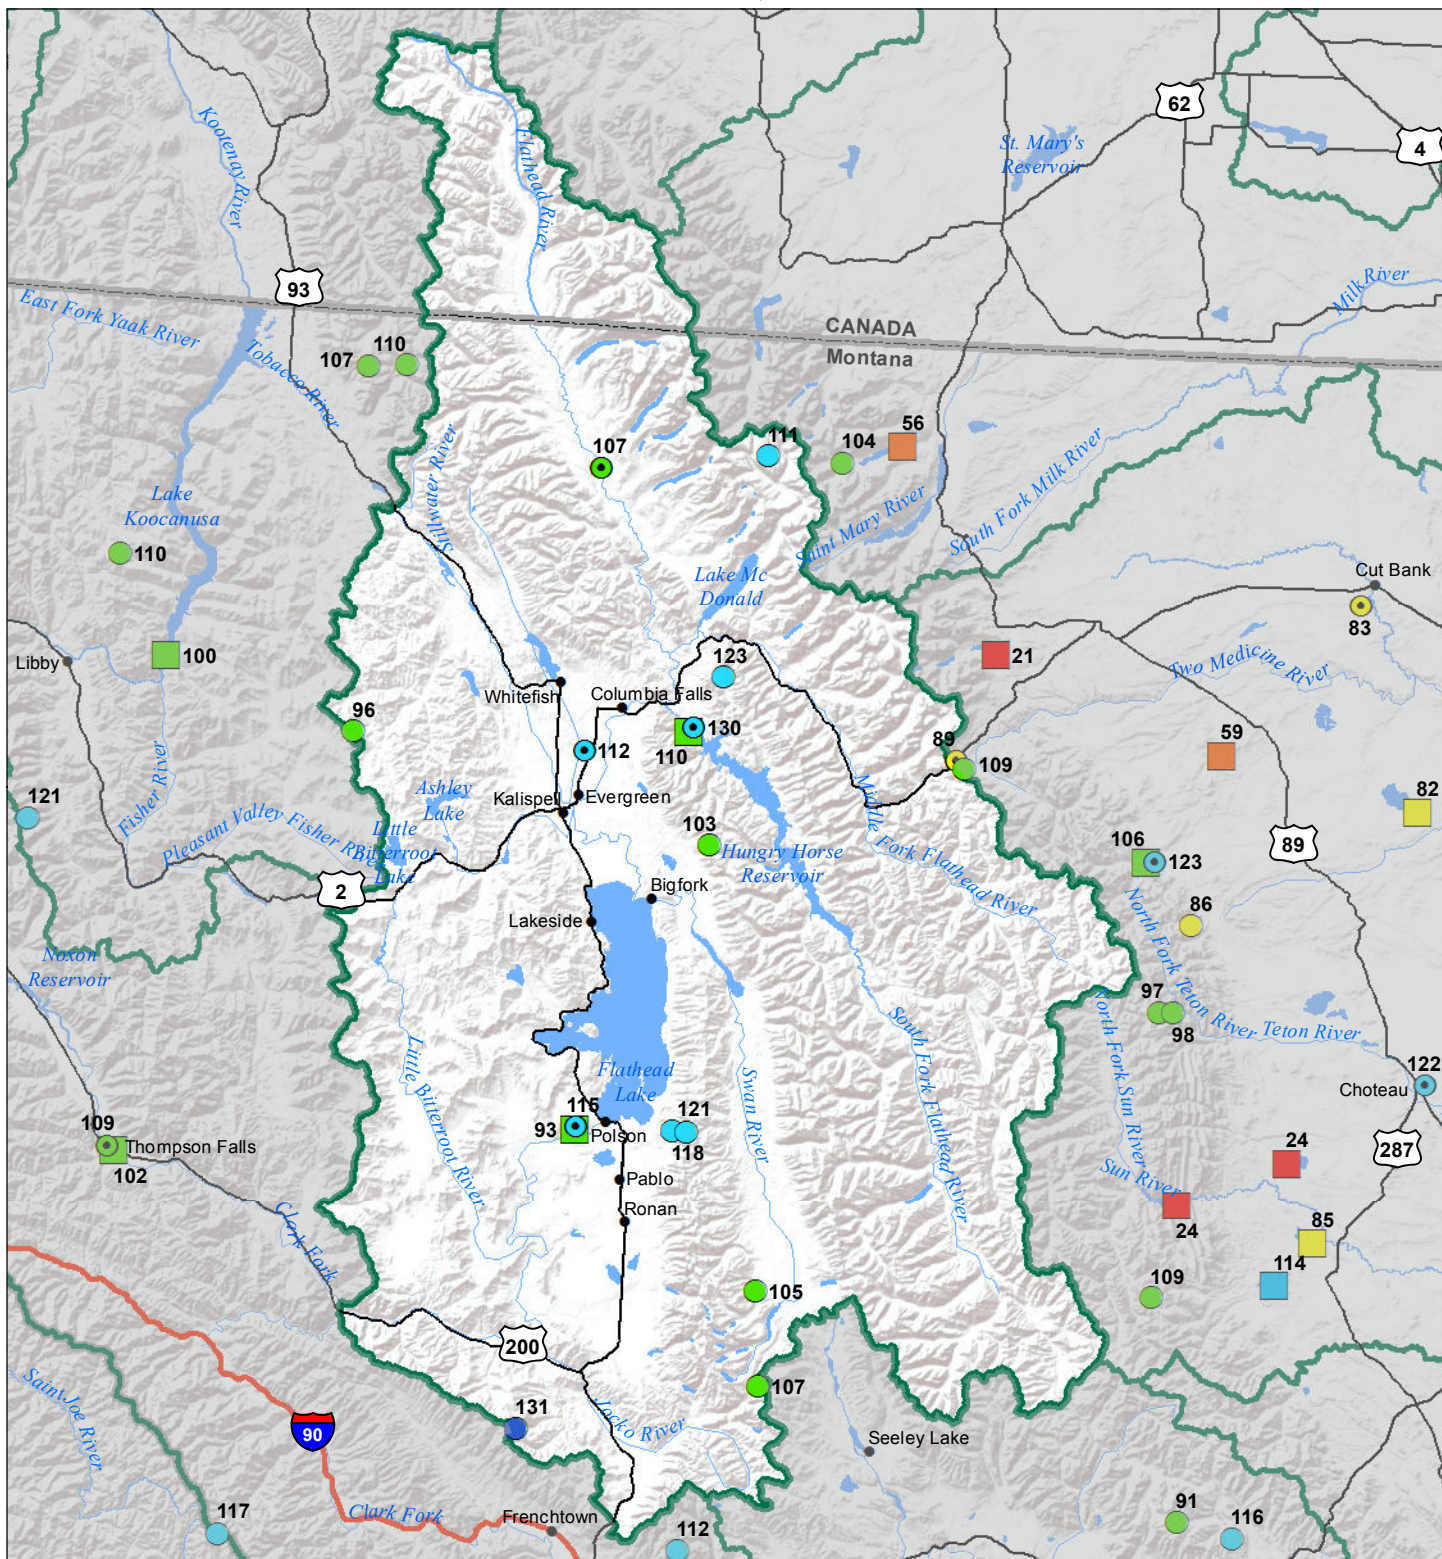 62
4
Kootenay River
Flathead River
St. Mary's
Reservoir
93
East Fork Yaak River
Tobacco River
Milk River
CANADA
Montana
107
110
107
111
104
56
Stillwater River
Lake
Koocanusa
110
Saint Mary River
South Fork Milk River
Lake Mc
Donald
Cut Bank
83
Libby
100
123
21
Two Medicine River
Whitefish
Columbia Falls
96
130
110
112
89
109
59
Fisher River
121
Ashley
Lake
Kalispell
Evergreen
82
Pleasant Valley Fisher River
Little
Bitterroot
Lake
103
Hungry Horse
Reservoir
Middle Fork Flathead River
89
106
123
2
Bigfork
86
Lakeside
North Fork Teton River
Noxon
Reservoir
97
98
Teton River
North Fork Sun River
South Fork Flathead River
Little Bitterroot River
Flathead
Lake
Swan River
122
Choteau
109
Thompson Falls
102
115
93
Polson
121
118
287
24
Sun River
24
Pablo
Ronan
85
114
Clark Fork
109
105
200
107
Saint Joe River
131
Jocko River
90
Seeley Lake
Clark Fork
Frenchtown
117
112
91
116